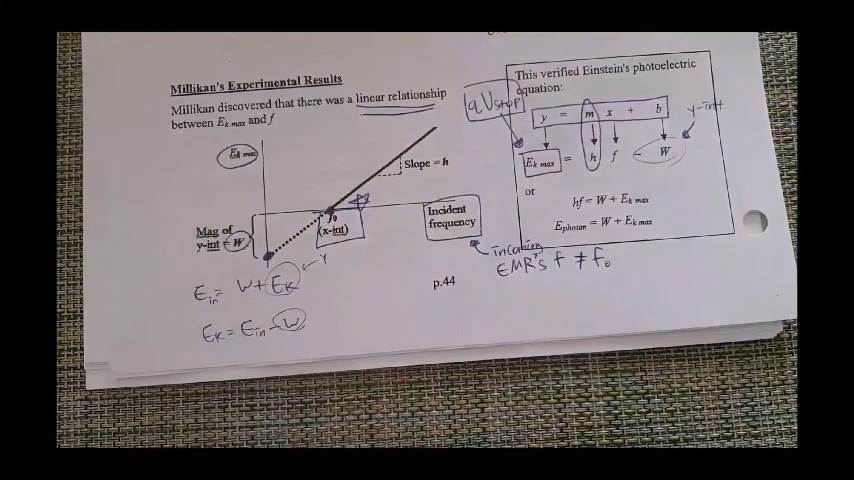 Millikan's Experimental Results
Millikan discovered that there was a linear relationship
between Ek max and f
Ek max
Slope = h
f0
(x-int)
Incident
frequency
Mag of
y-int = W
Ein = W + Ek
Y
Ek = Ein - W
p.44
incoming
EMR's f ≠ f0
This verified Einstein's photoelectric
equation:
qVstop
y = m x + b
y-int
Ek max = h f - W
or
hf = W + Ek max
Ephoton = W + Ek max